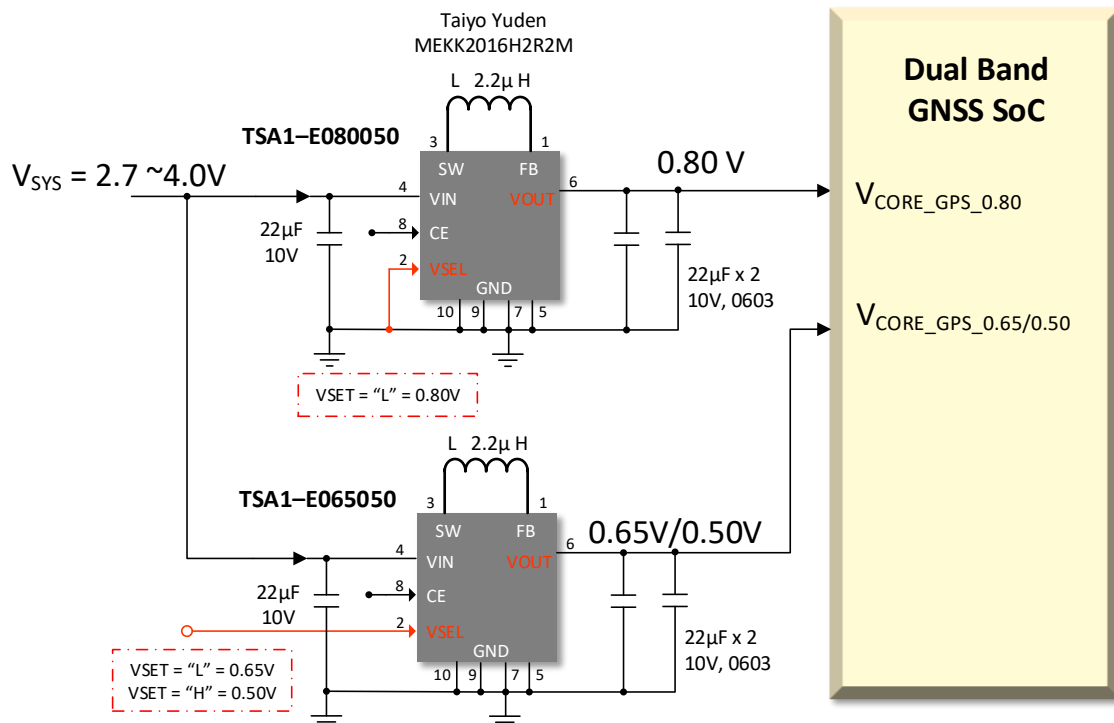 Taiyo Yuden
MEKK2016H2R2M
L 2.2µ H
TSA1–E080050
3
1
SW
FB
V_SYS = 2.7 ~4.0V
4
VIN
VOUT
6
0.80 V
22µF
10V
8
CE
2
VSEL
GND
10
9
7
5
22µF x 2
10V, 0603
VSET = “L” = 0.80V
Dual Band
GNSS SoC
V_CORE_GPS_0.80
V_CORE_GPS_0.65/0.50
L 2.2µ H
TSA1–E065050
3
1
SW
FB
4
VIN
VOUT
6
0.65V/0.50V
22µF
10V
8
CE
2
VSEL
GND
10
9
7
5
22µF x 2
10V, 0603
VSET = “L” = 0.65V
VSET = “H” = 0.50V